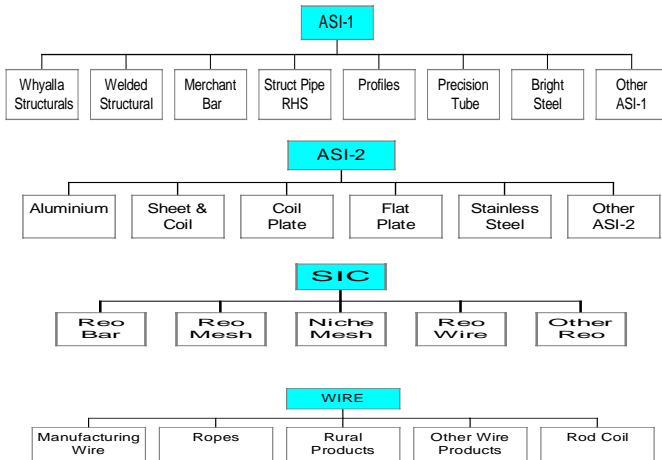 ASI-1
Whyalla
Structurals
Welded
Structural
Merchant
Bar
Struct Pipe
RHS
Profiles
Precision
Tube
Bright
Steel
Other
ASI-1
ASI-2
Aluminium
Sheet &
Coil
Coil
Plate
Flat
Plate
Stainless
Steel
Other
ASI-2
SIC
Reo
Bar
Reo
Mesh
Niche
Mesh
Reo
Wire
Other
Reo
WIRE
Manufacturing
Wire
Ropes
Rural
Products
Other Wire
Products
Rod Coil